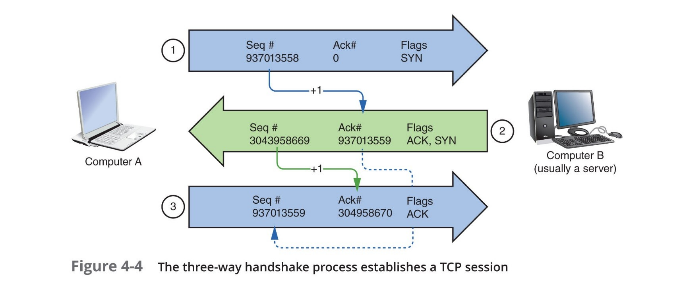 1
Seq # Ack# Flags
937013558 0 SYN
+1
Seq # Ack# Flags
3043958669 937013559 ACK, SYN
2
Computer A
Computer B
(usually a server)
+1
3
Seq # Ack# Flags
937013559 304958670 ACK
Figure 4-4 The three-way handshake process establishes a TCP session